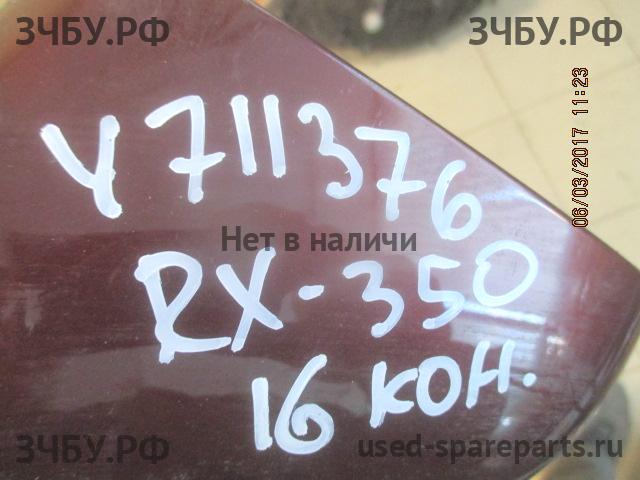 ЗЧБУ.РФ ЗЧБУ.РФ
06/03/2017 11:23
У 711376
Нет в наличи
RX-350
16 кон.
ЗЧБУ.РФ used-spareparts.ru